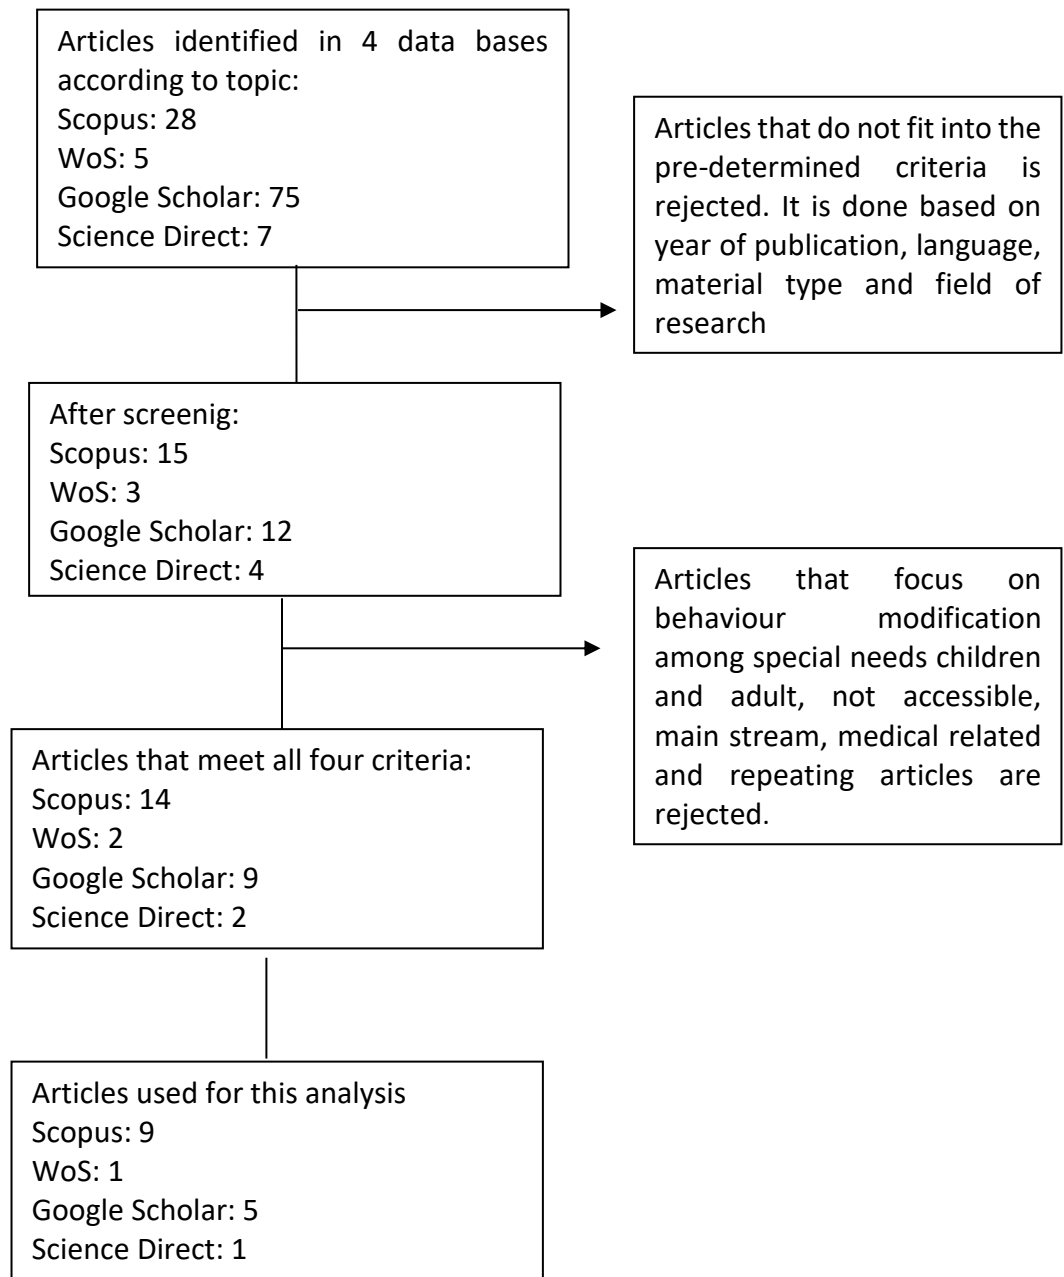 Articles identified in 4 data bases
according to topic:
Scopus: 28
WoS: 5
Google Scholar: 75
Science Direct: 7
Articles that do not fit into the
pre-determined criteria is
rejected. It is done based on
year of publication, language,
material type and field of
research
After screenig:
Scopus: 15
WoS: 3
Google Scholar: 12
Science Direct: 4
Articles that focus on
behaviour modification
among special needs children
and adult, not accessible,
main stream, medical related
and repeating articles are
rejected.
Articles that meet all four criteria:
Scopus: 14
WoS: 2
Google Scholar: 9
Science Direct: 2
Articles used for this analysis
Scopus: 9
WoS: 1
Google Scholar: 5
Science Direct: 1